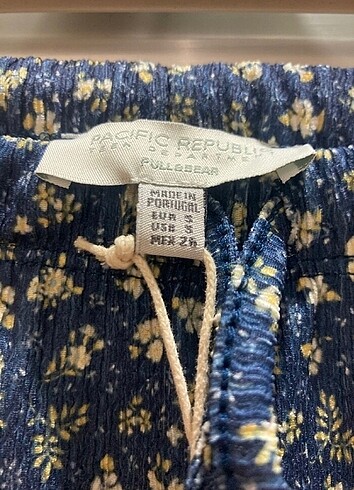 PACIFIC REPUBLIC
TEEN DEPARTMENT
PULL&BEAR
MADE IN
PORTUGAL
EUR S
USA S
MEX 26